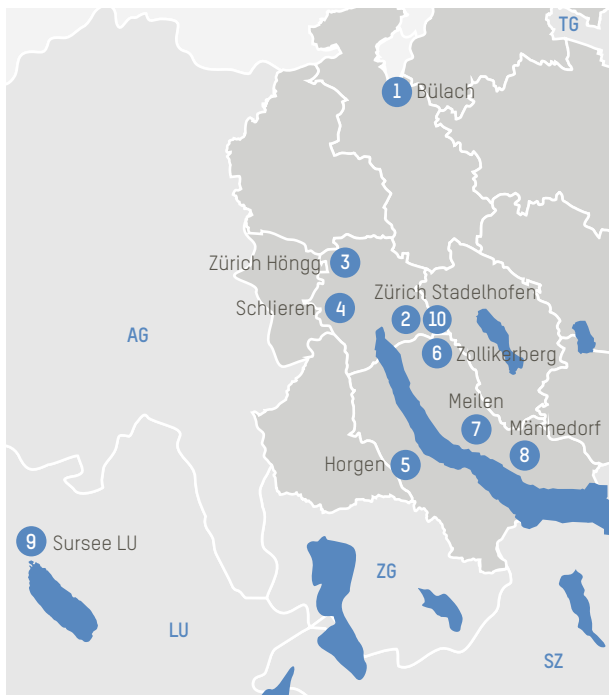 TG
1 Bülach
Zürich Höngg 3
Schlieren 4
Zürich Stadelhofen
2 10
AG
6 Zollikerberg
Meilen
7
Männedorf
8
Horgen 5
9 Sursee LU
ZG
LU
SZ